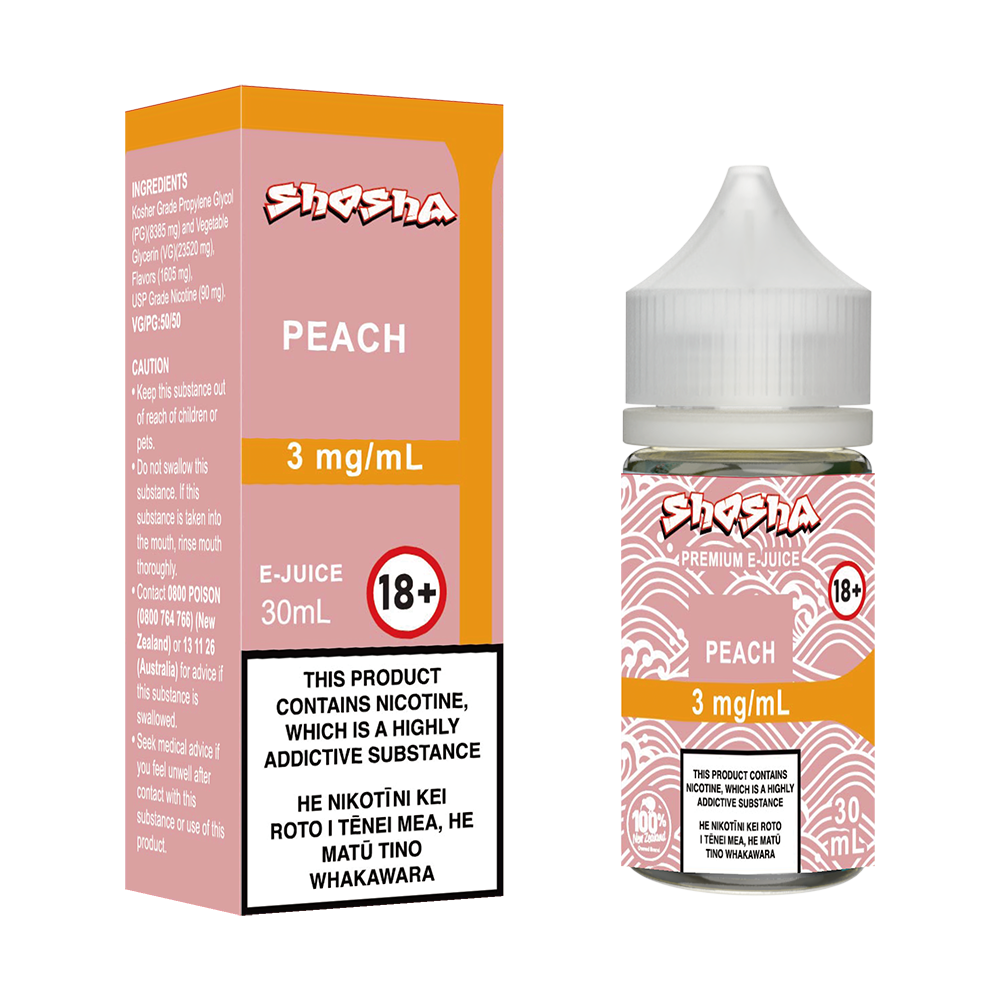 INGREDIENTS
Kosher Grade Propylene Glycol
(PG)(8385 mg) and Vegetable
Glycerin (VG)(23520 mg),
Flavors (1605 mg),
USP Grade Nicotine (90 mg).
VG/PG:50/50
CAUTION
• Keep this substance out
of reach of children or
pets.
• Do not swallow this
substance. If this
substance is taken into
the mouth, rinse mouth
thoroughly.
• Contact 0800 POISON
(0800 764 766) (New
Zealand) or 13 11 26
(Australia) for advice if
this substance is
swallowed.
• Seek medical advice if
you feel unwell after
contact with this
substance or use of this
product.
Shosha
PEACH
3 mg/mL
E-JUICE
30mL
18+
THIS PRODUCT
CONTAINS NICOTINE,
WHICH IS A HIGHLY
ADDICTIVE SUBSTANCE
HE NIKOTĪNI KEI
ROTO I TĒNEI MEA, HE
MATŪ TINO
WHAKAWARA
Shosha
PREMIUM E-JUICE
18+
PEACH
3 mg/mL
THIS PRODUCT CONTAINS
NICOTINE, WHICH IS A HIGHLY
ADDICTIVE SUBSTANCE
HE NIKOTĪNI KEI ROTO
I TĒNEI MEA, HE MATŪ
TINO WHAKAWARA
100%
New Zealand
Owned Brand
30
mL